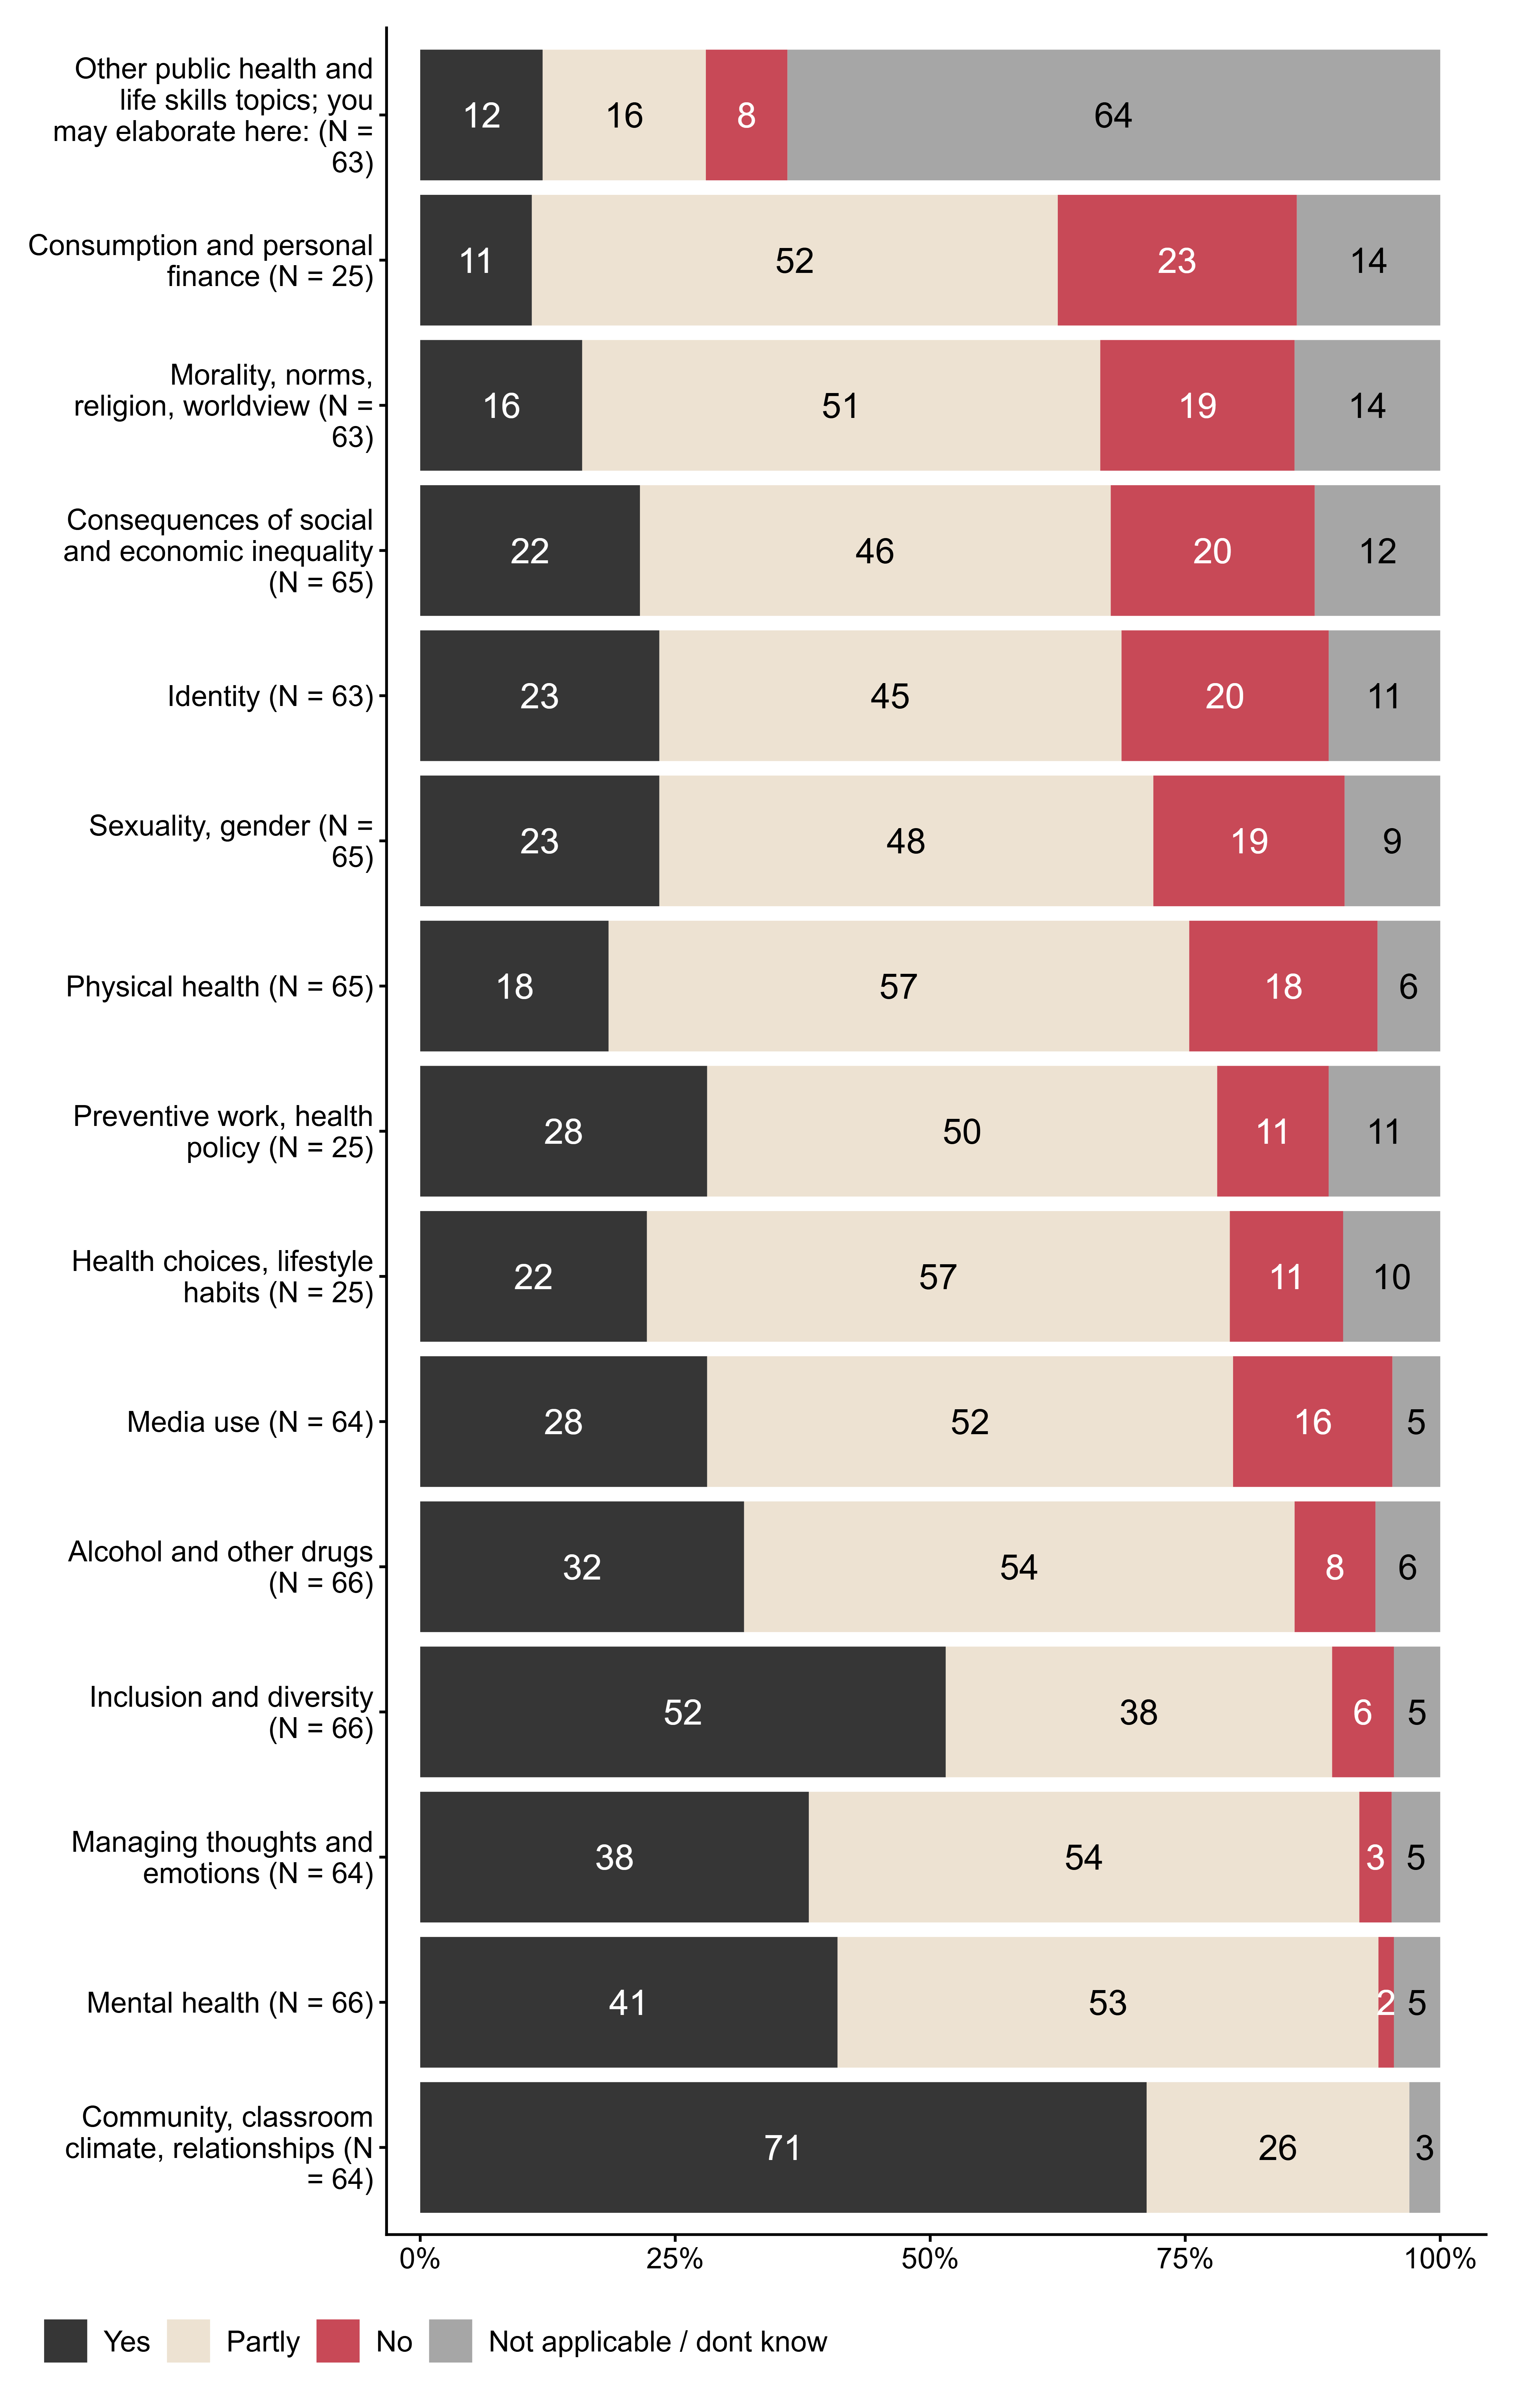 Other public health and
life skills topics; you
may elaborate here: (N =
63)
12 16 8 64
Consumption and personal
finance (N = 25)
11 52 23 14
Morality, norms,
religion, worldview (N =
63)
16 51 19 14
Consequences of social
and economic inequality
(N = 65)
22 46 20 12
Identity (N = 63)
23 45 20 11
Sexuality, gender (N =
65)
23 48 19 9
Physical health (N = 65)
18 57 18 6
Preventive work, health
policy (N = 25)
28 50 11 11
Health choices, lifestyle
habits (N = 25)
22 57 11 10
Media use (N = 64)
28 52 16 5
Alcohol and other drugs
(N = 66)
32 54 8 6
Inclusion and diversity
(N = 66)
52 38 6 5
Managing thoughts and
emotions (N = 64)
38 54 3 5
Mental health (N = 66)
41 53 2 5
Community, classroom
climate, relationships (N
= 64)
71 26 3
0% 25% 50% 75% 100%
Yes Partly No Not applicable / dont know